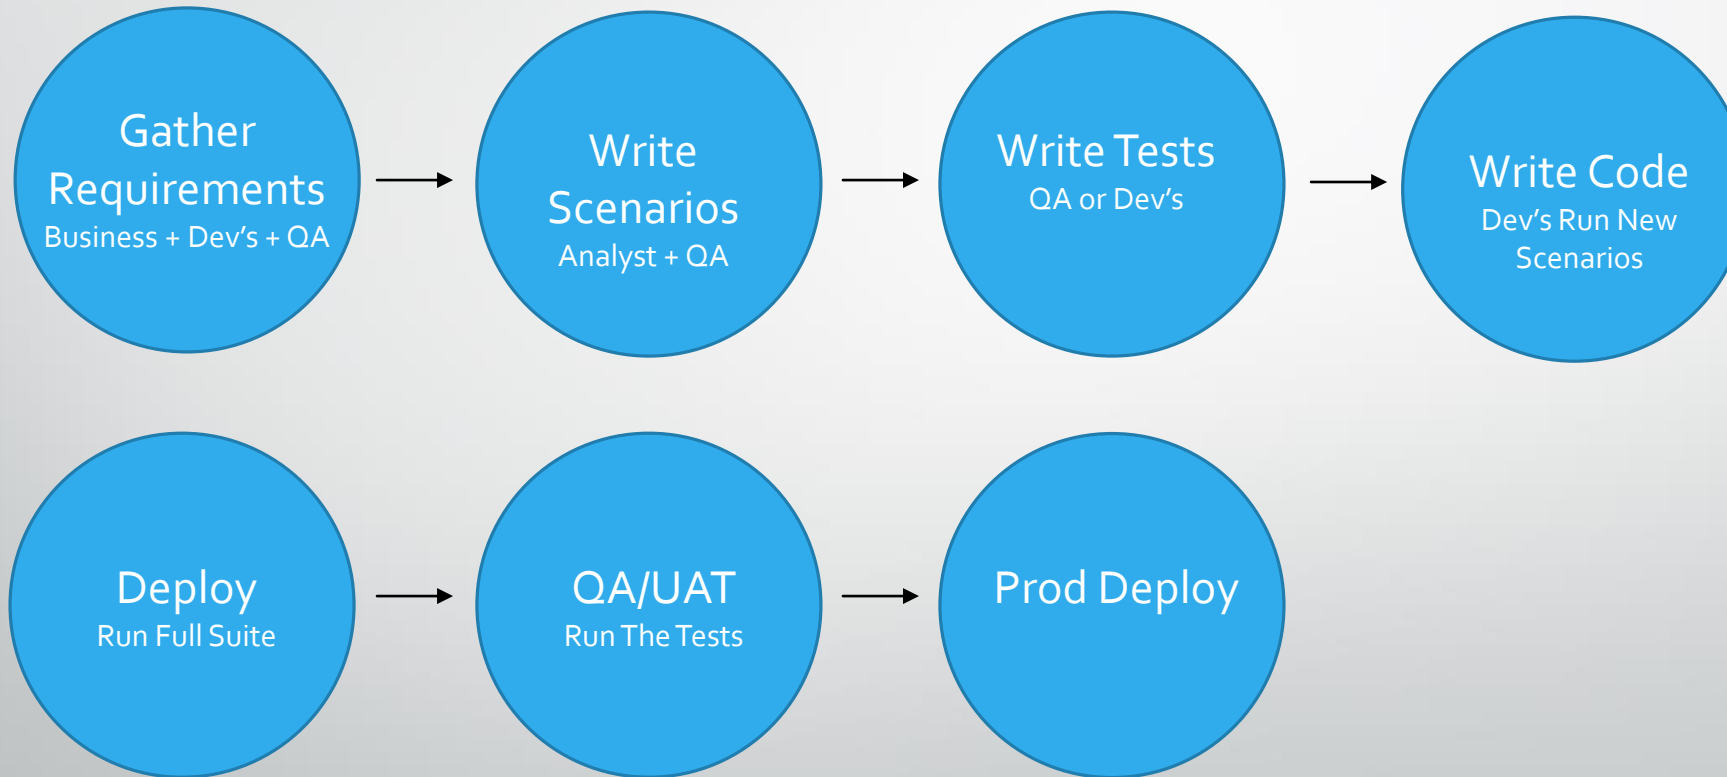 Gather
Requirements
Business + Dev's + QA
Write
Scenarios
Analyst + QA
Write Tests
QA or Dev's
Write Code
Dev's Run New
Scenarios
Deploy
Run Full Suite
QA/UAT
Run The Tests
Prod Deploy